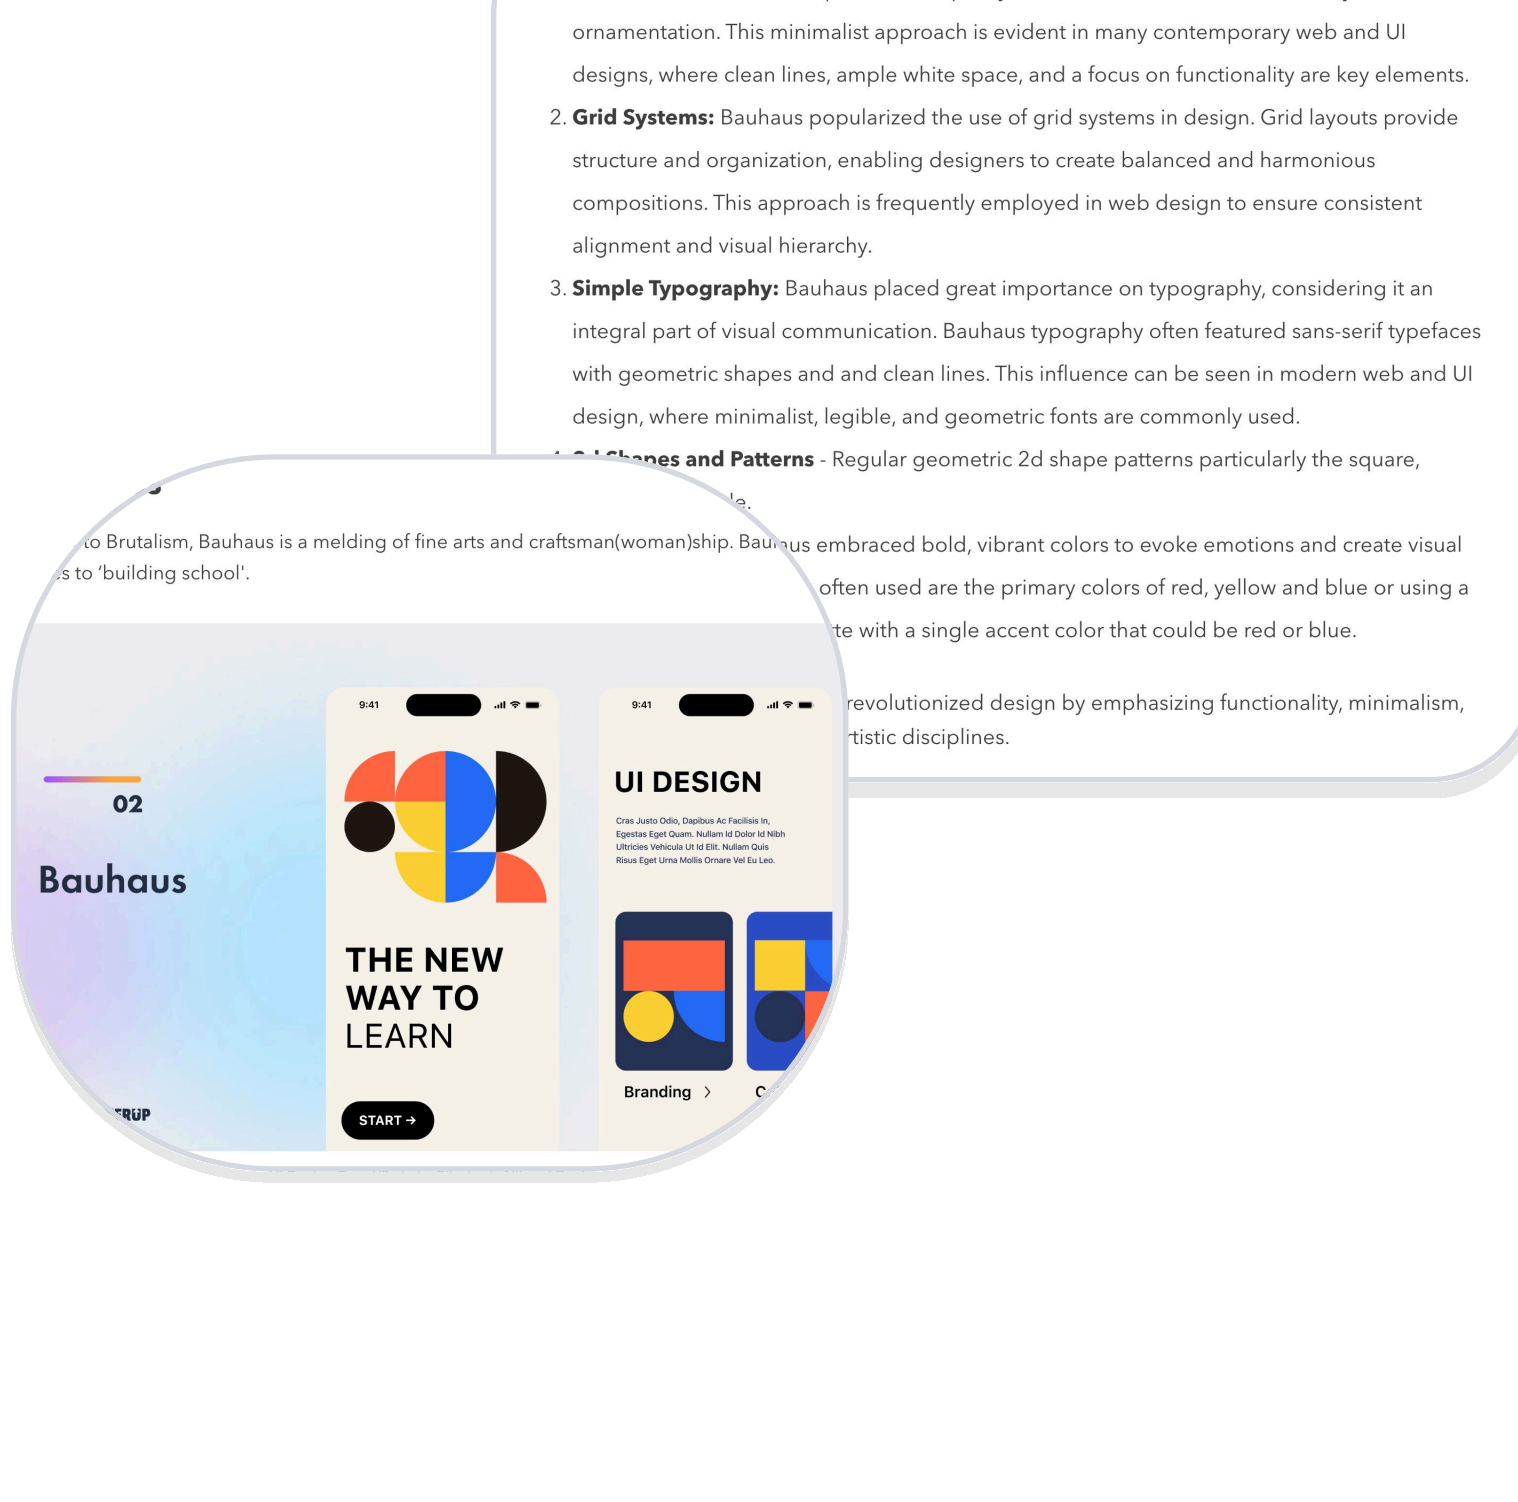 ornamentation. This minimalist approach is evident in many contemporary web and UI
designs, where clean lines, ample white space, and a focus on functionality are key elements.
2. Grid Systems: Bauhaus popularized the use of grid systems in design. Grid layouts provide
structure and organization, enabling designers to create balanced and harmonious
compositions. This approach is frequently employed in web design to ensure consistent
alignment and visual hierarchy.
3. Simple Typography: Bauhaus placed great importance on typography, considering it an
integral part of visual communication. Bauhaus typography often featured sans-serif typefaces
with geometric shapes and and clean lines. This influence can be seen in modern web and UI
design, where minimalist, legible, and geometric fonts are commonly used.
Shapes and Patterns - Regular geometric 2d shape patterns particularly the square,
embraced bold, vibrant colors to evoke emotions and create visual
often used are the primary colors of red, yellow and blue or using a
with a single accent color that could be red or blue.
revolutionized design by emphasizing functionality, minimalism,
disciplines.
to Brutalism, Bauhaus is a melding of fine arts and craftsman(woman)ship.
to ‘building school'.
02
Bauhaus
9:41
THE NEW
WAY TO
LEARN
START →
9:41
UI DESIGN
Cras Justo Odio, Dapibus Ac Facilisis In,
Egestas Eget Quam. Nullam Id Dolor Id Nibh
Ultricies Vehicula Ut Id Elit. Nullam Quis
Risus Eget Urna Mollis Ornare Vel Eu Leo.
Branding >